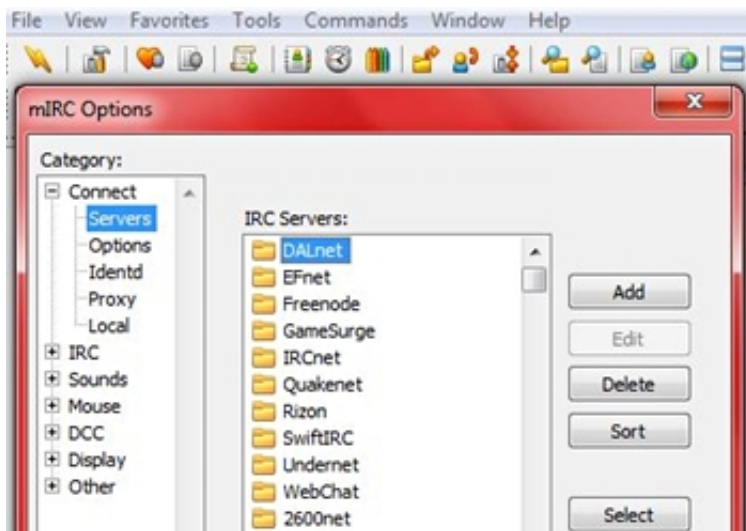 File View Favorites Tools Commands Window Help
mIRC Options
Category:
Connect
Servers
Options
Identd
Proxy
Local
IRC
Sounds
Mouse
DCC
Display
Other
IRC Servers:
DALnet
EFnet
Freenode
GameSurge
IRCnet
Quakenet
Rizon
SwiftIRC
Undernet
WebChat
2600net
Add
Edit
Delete
Sort
Select